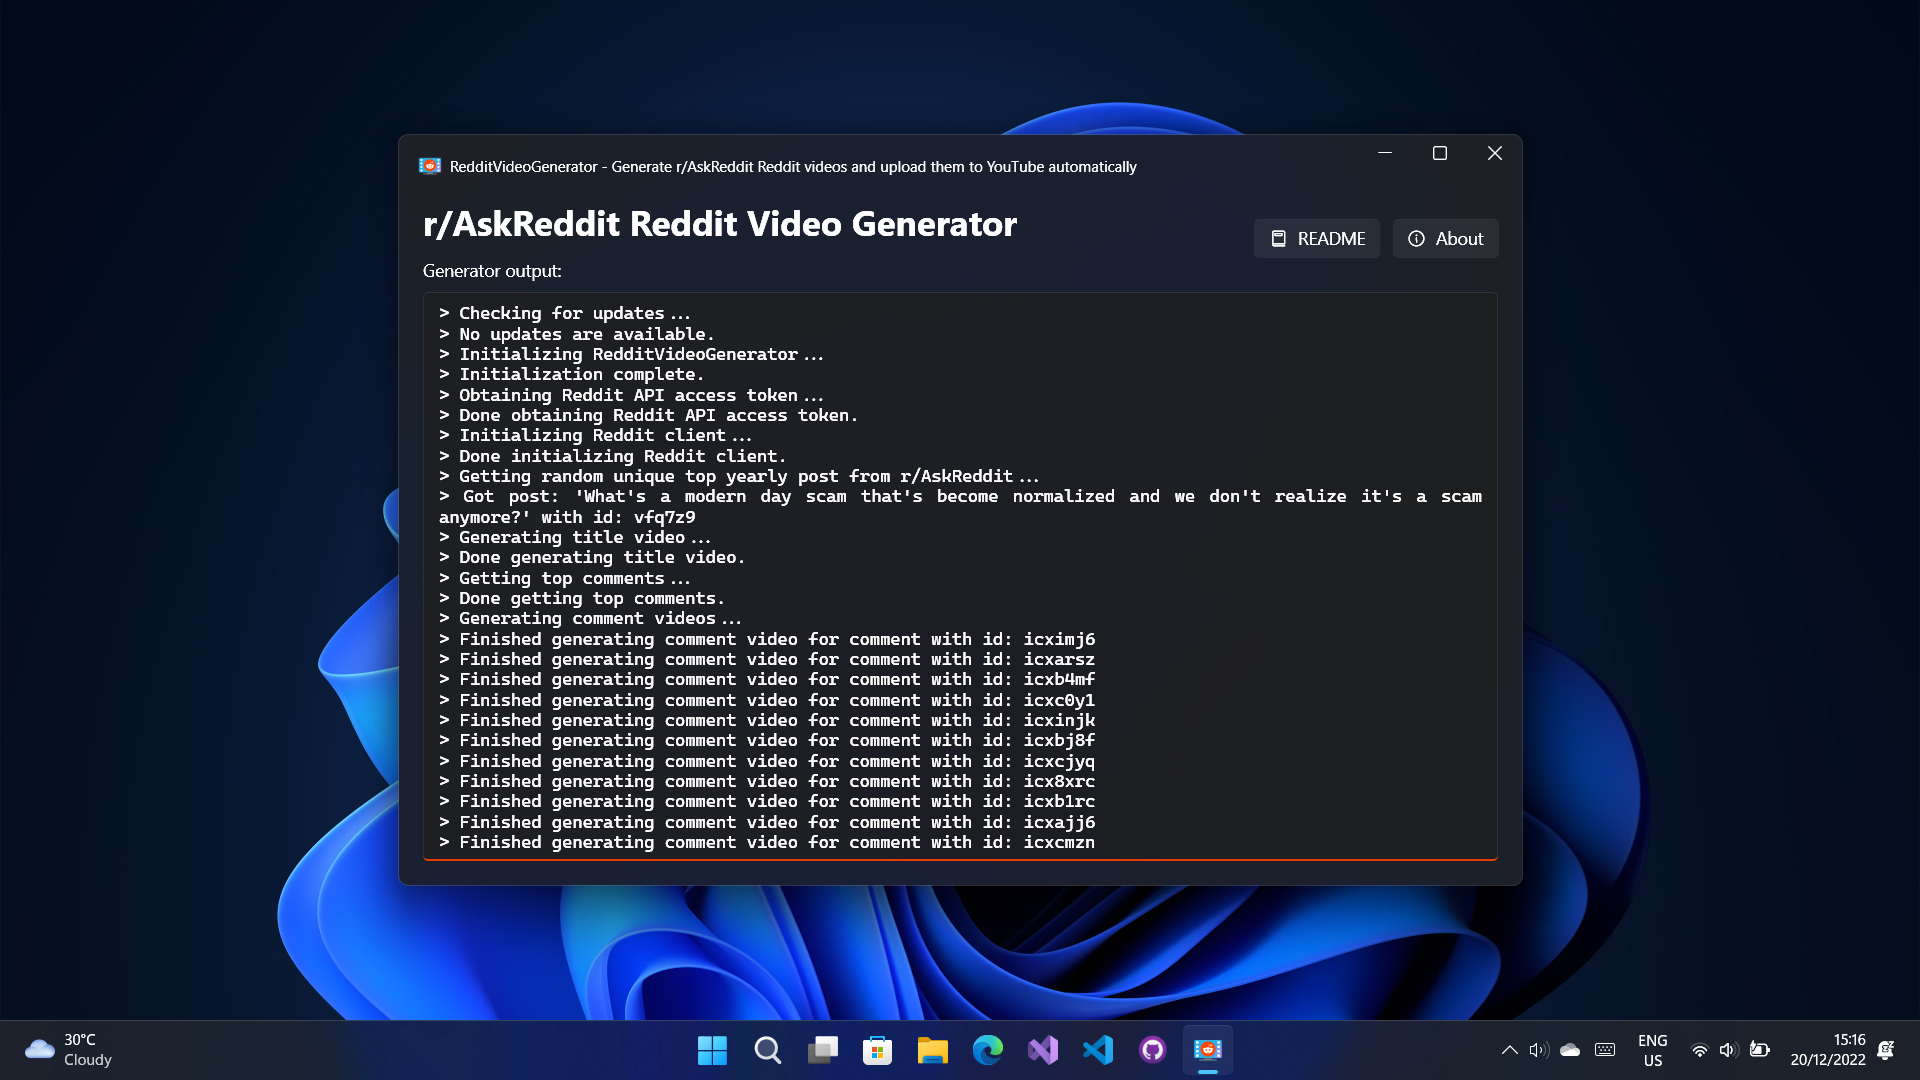 RedditVideoGenerator - Generate r/AskReddit Reddit videos and upload them to YouTube automatically
r/AskReddit Reddit Video Generator
README
About
Generator output:
> Checking for updates...
> No updates are available.
> Initializing RedditVideoGenerator...
> Initialization complete.
> Obtaining Reddit API access token...
> Done obtaining Reddit API access token.
> Initializing Reddit client...
> Done initializing Reddit client.
> Getting random unique top yearly post from r/AskReddit...
> Got post: 'What's a modern day scam that's become normalized and we don't realize it's a scam
anymore?' with id: vfq7z9
> Generating title video...
> Done generating title video.
> Getting top comments...
> Done getting top comments.
> Generating comment videos...
> Finished generating comment video for comment with id: icximj6
> Finished generating comment video for comment with id: icxarsz
> Finished generating comment video for comment with id: icxb4mf
> Finished generating comment video for comment with id: icxc0y1
> Finished generating comment video for comment with id: icxinjk
> Finished generating comment video for comment with id: icxbj8f
> Finished generating comment video for comment with id: icxcjyq
> Finished generating comment video for comment with id: icx8xrc
> Finished generating comment video for comment with id: icxb1rc
> Finished generating comment video for comment with id: icxajj6
> Finished generating comment video for comment with id: icxcmzn
30°C
Cloudy
ENG
US
15:16
20/12/2022